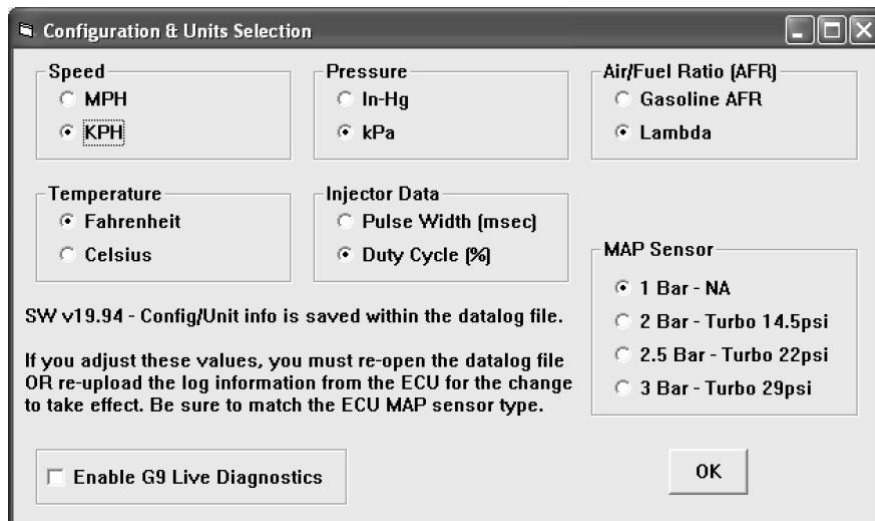 Configuration & Units Selection
Speed
MPH
KPH
Pressure
In-Hg
kPa
Air/Fuel Ratio (AFR)
Gasoline AFR
Lambda
Temperature
Fahrenheit
Celsius
Injector Data
Pulse Width (msec)
Duty Cycle (%)
MAP Sensor
1 Bar - NA
2 Bar - Turbo 14.5psi
2.5 Bar - Turbo 22psi
3 Bar - Turbo 29psi
SW v19.94 - Config/Unit info is saved within the datalog file.
If you adjust these values, you must re-open the datalog file
OR re-upload the log information from the ECU for the change
to take effect. Be sure to match the ECU MAP sensor type.
Enable G9 Live Diagnostics
OK